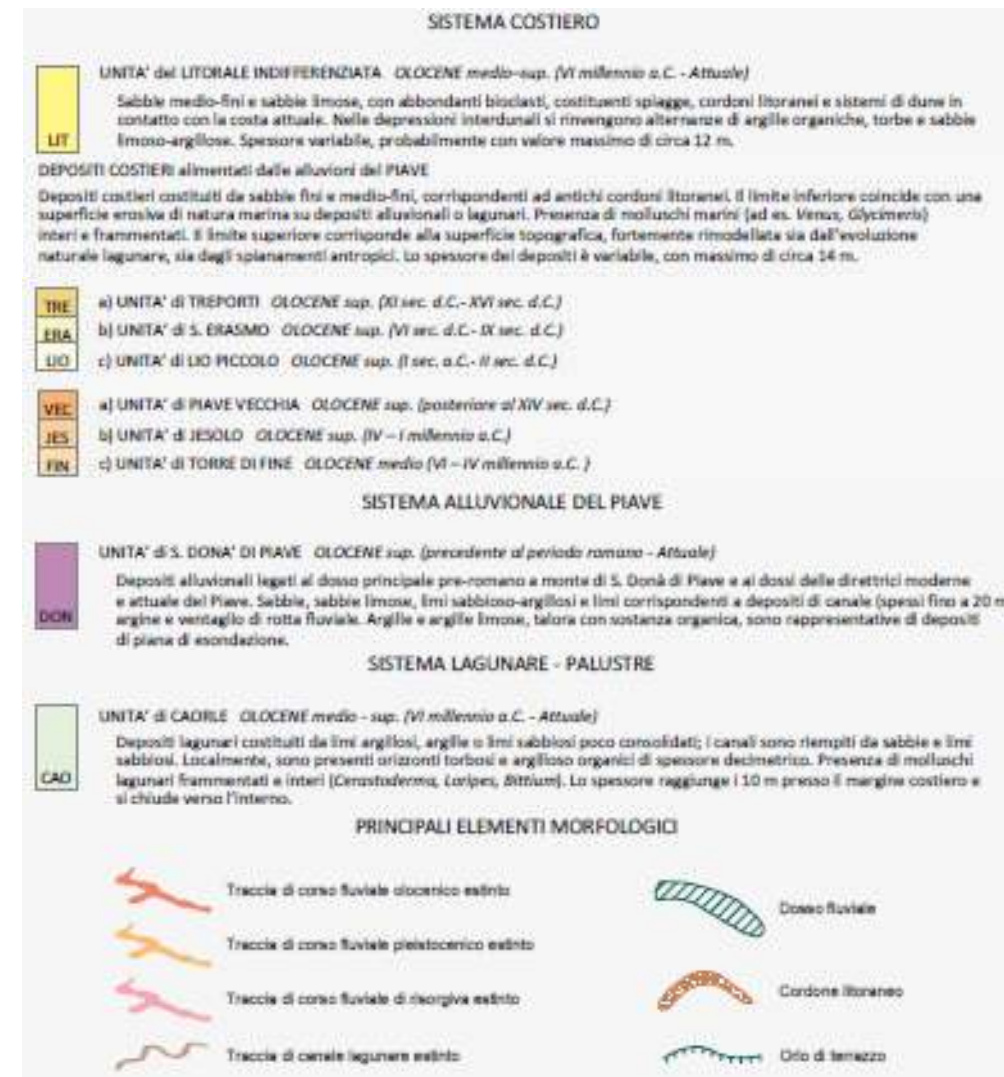 SISTEMA COSTIERO
UNITA' del LITORALE INDIFFERENZIATA OLOCENE medio-sup. (VI millennio a.C. - Attuale)
Sabbie medio-fini e sabbie limose, con abbondanti bioclasti, costituenti spiagge, cordoni litoranei e sistemi di dune in
contatto con la costa attuale. Nelle depressioni interdunali si rinvengono alternanze di argille organiche, torbe e sabbie
LIT
limoso-argillose. Spessore variabile, probabilmente con valore massimo di circa 12 m.
DEPOSITI COSTIERI alimentati dalle alluvioni del PIAVE
Depositi costieri costituiti da sabbie fini e medio-fini, corrispondenti ad antichi cordoni litoranei. Il limite inferiore coincide con una
superficie erosiva di natura marina su depositi alluvionali o lagunari. Presenza di molluschi marini (ad es. Venus, Glycimeris)
interi e frammentati. Il limite superiore corrisponde alla superficie topografica, fortemente rimodellata sia dall'evoluzione
naturale lagunare, sia dagli spianamenti antropici. Lo spessore dei depositi è variabile, con massimo di circa 14 m.
TRE a) UNITA' di TREPORTI OLOCENE sup. (XI sec. d.C.- XVI sec. d.C.)
ERA b) UNITA' di S. ERASMO OLOCENE sup. (VI sec. d.C.- IX sec. d.C.)
LIO c) UNITA' di LIO PICCOLO OLOCENE sup. (I sec. a.C.- II sec. d.C.)
VEC a) UNITA' di PIAVE VECCHIA OLOCENE sup. (posteriore al XIV sec. d.C.)
JES b) UNITA' di JESOLO OLOCENE sup. (IV – I millennio a.C.)
FIN c) UNITA' di TORRE DI FINE OLOCENE medio (VI – IV millennio a.C. )
SISTEMA ALLUVIONALE DEL PIAVE
UNITA' di S. DONA' DI PIAVE OLOCENE sup. (precedente al periodo romano - Attuale)
Depositi alluvionali legati al dosso principale pre-romano a monte di S. Donà di Piave e ai dossi delle direttrici moderne
e attuale del Piave. Sabbie, sabbie limose, limi sabbioso-argillosi e limi corrispondenti a depositi di canale (spessi fino a 20 m
DON
argine e ventaglio di rotta fluviale. Argille e argille limose, talora con sostanza organica, sono rappresentative di depositi
di piana di esondazione.
SISTEMA LAGUNARE - PALUSTRE
UNITA' di CAORLE OLOCENE medio - sup. (VI millennio a.C. - Attuale)
Depositi lagunari costituiti da limi argillosi, argille o limi sabbiosi poco consolidati; i canali sono riempiti da sabbie e limi
sabbiosi. Localmente, sono presenti orizzonti torbosi e argilloso organici di spessore decimetrico. Presenza di molluschi
CAO
lagunari frammentati e interi (Cerastoderma, Loripes, Bittium). Lo spessore raggiunge i 10 m presso il margine costiero e
si chiude verso l'interno.
PRINCIPALI ELEMENTI MORFOLOGICI
Traccia di corso fluviale olocenico estinto
Dosso fluviale
Traccia di corso fluviale pleistocenico estinto
Traccia di corso fluviale di risorgiva estinto
Cordone litoraneo
Traccia di canale lagunare estinto
Orlo di terrazzo